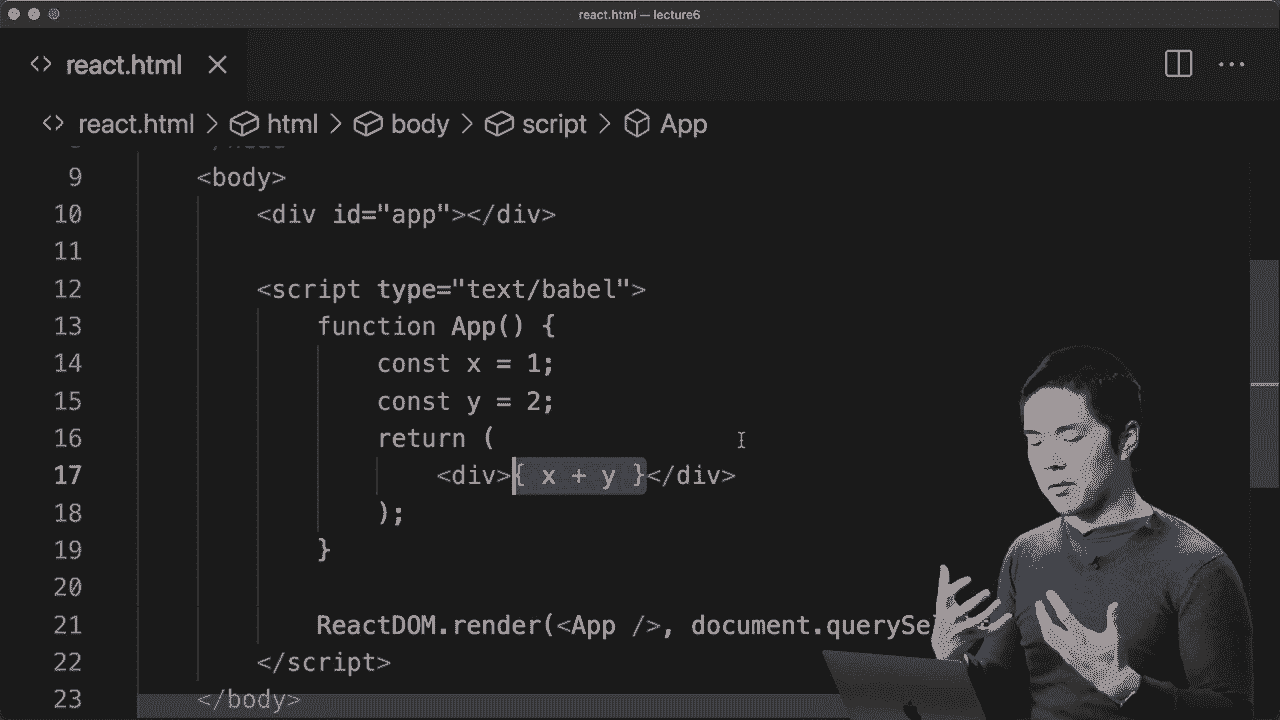 react.html — lecture6
react.html
react.html > html > body > script > App
9 <body>
10 <div id="app"></div>
11
12 <script type="text/babel">
13 function App() {
14 const x = 1;
15 const y = 2;
16 return (
17 <div>{ x + y }</div>
18 );
19 }
20
21 ReactDOM.render(<App />, document.querySe
22 </script>
23 </body>